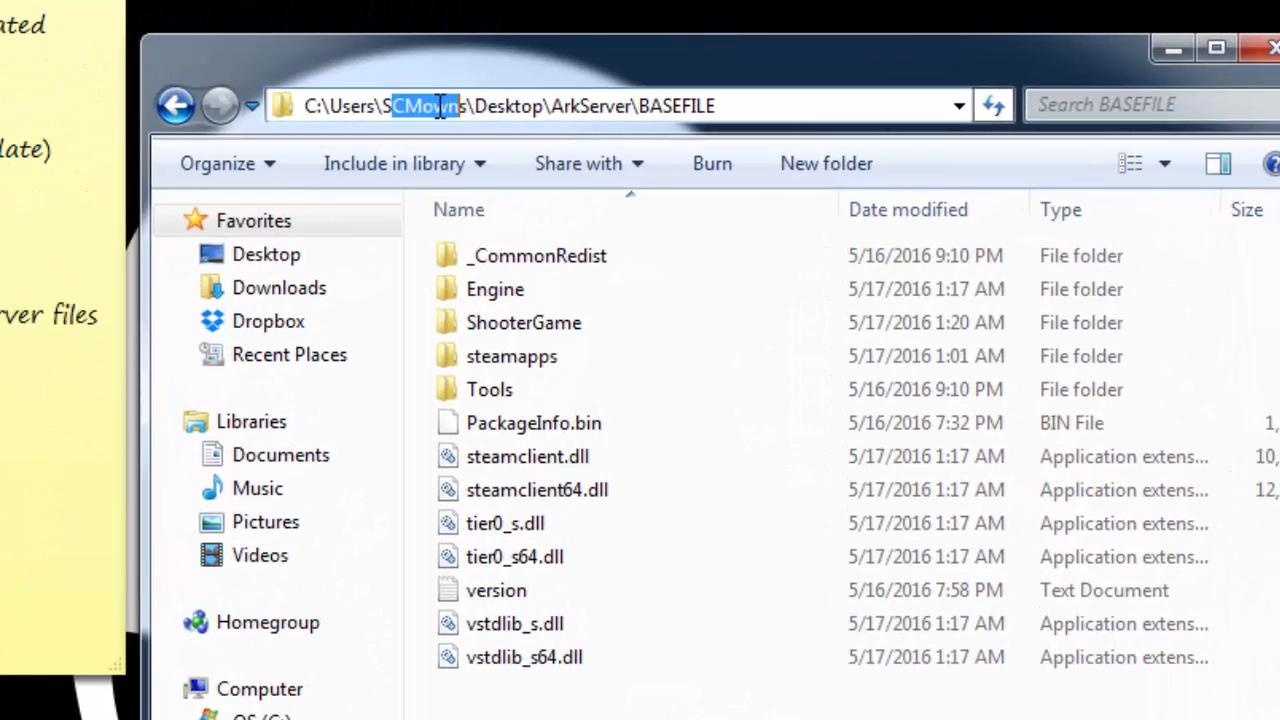 ated
late)
rver files
C:\Users\SCMowns\Desktop\ArkServer\BASEFILE
Search BASEFILE
Organize Include in library Share with Burn New folder
Name Date modified Type Size
Favorites
Desktop
Downloads
Dropbox
Recent Places
Libraries
Documents
Music
Pictures
Videos
Homegroup
Computer
OS (C:)
_CommonRedist 5/16/2016 9:10 PM File folder
Engine 5/17/2016 1:17 AM File folder
ShooterGame 5/17/2016 1:20 AM File folder
steamapps 5/17/2016 1:01 AM File folder
Tools 5/16/2016 9:10 PM File folder
PackageInfo.bin 5/16/2016 7:32 PM BIN File 1,
steamclient.dll 5/17/2016 1:17 AM Application extens... 10,
steamclient64.dll 5/17/2016 1:17 AM Application extens... 12,
tier0_s.dll 5/17/2016 1:17 AM Application extens...
tier0_s64.dll 5/17/2016 1:17 AM Application extens...
version 5/16/2016 7:58 PM Text Document
vstdlib_s.dll 5/17/2016 1:17 AM Application extens...
vstdlib_s64.dll 5/17/2016 1:17 AM Application extens...